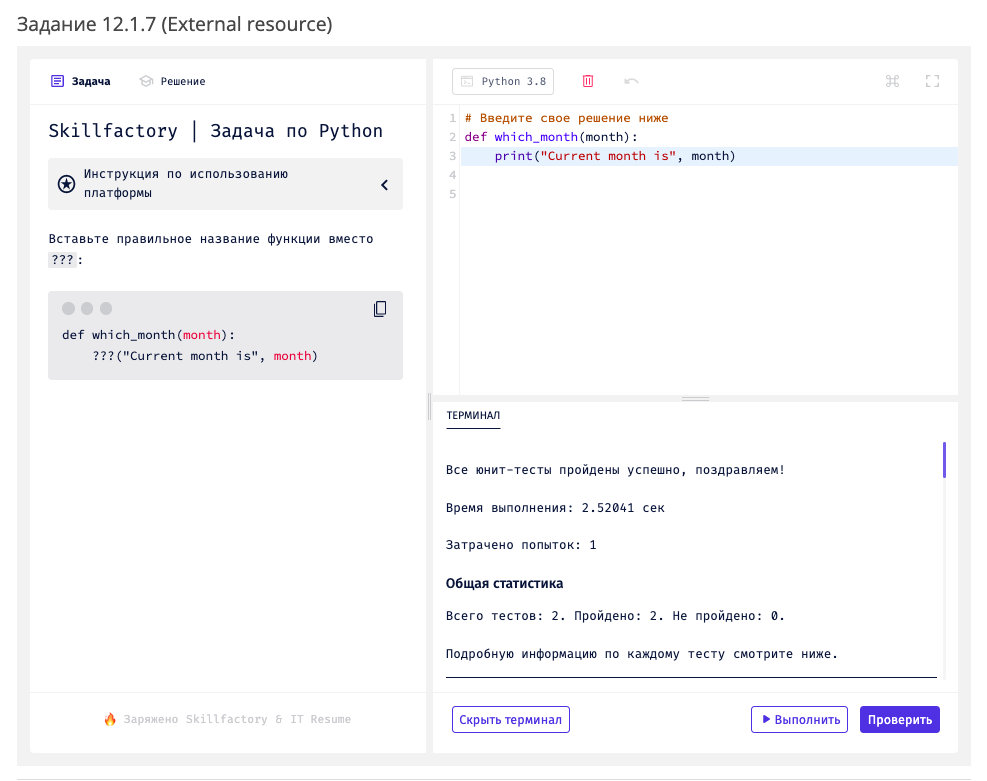 Задание 12.1.7 (External resource)
Задача
Решение
Skillfactory | Задача по Python
Инструкция по использованию
платформы
Вставьте правильное название функции вместо
???:
def which_month(month):
    ???("Current month is", month)
🔥 Заряжено Skillfactory & IT Resume
Python 3.8
1 # Введите свое решение ниже
2 def which_month(month):
3     print("Current month is", month)
4
5
ТЕРМИНАЛ
Все юнит-тесты пройдены успешно, поздравляем!
Время выполнения: 2.52041 сек
Затрачено попыток: 1
Общая статистика
Всего тестов: 2. Пройдено: 2. Не пройдено: 0.
Подробную информацию по каждому тесту смотрите ниже.
Скрыть терминал
Выполнить
Проверить